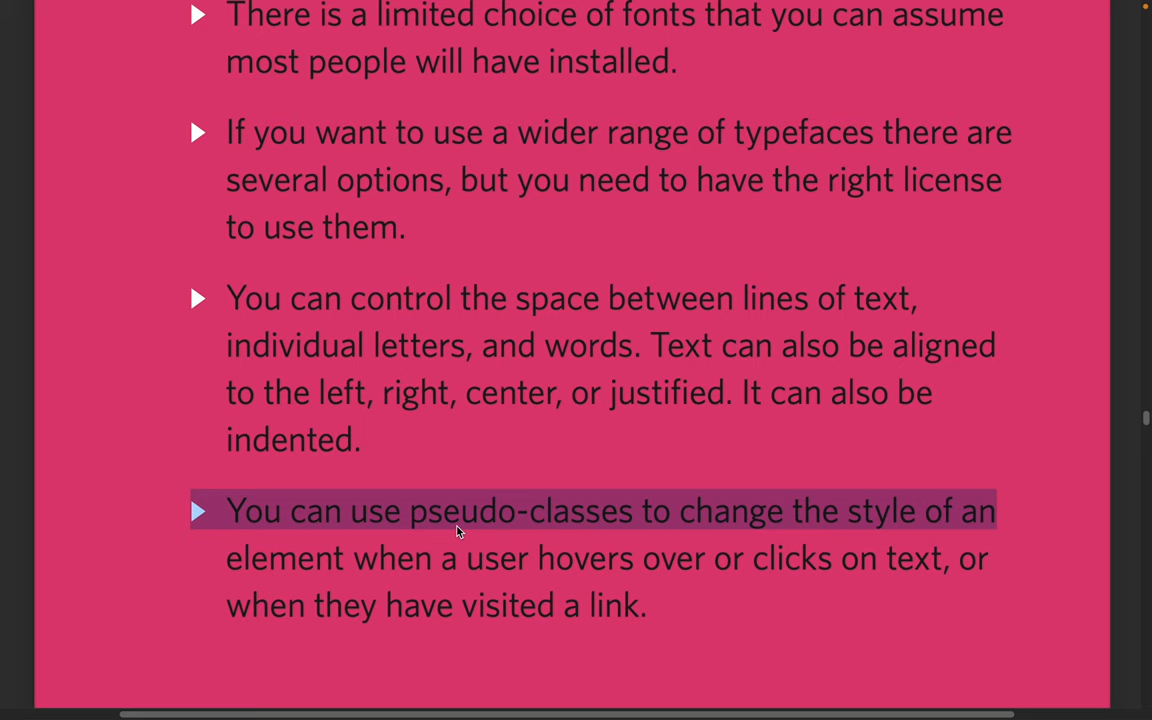 There is a limited choice of fonts that you can assume
most people will have installed.
If you want to use a wider range of typefaces there are
several options, but you need to have the right license
to use them.
You can control the space between lines of text,
individual letters, and words. Text can also be aligned
to the left, right, center, or justified. It can also be
indented.
You can use pseudo-classes to change the style of an
element when a user hovers over or clicks on text, or
when they have visited a link.